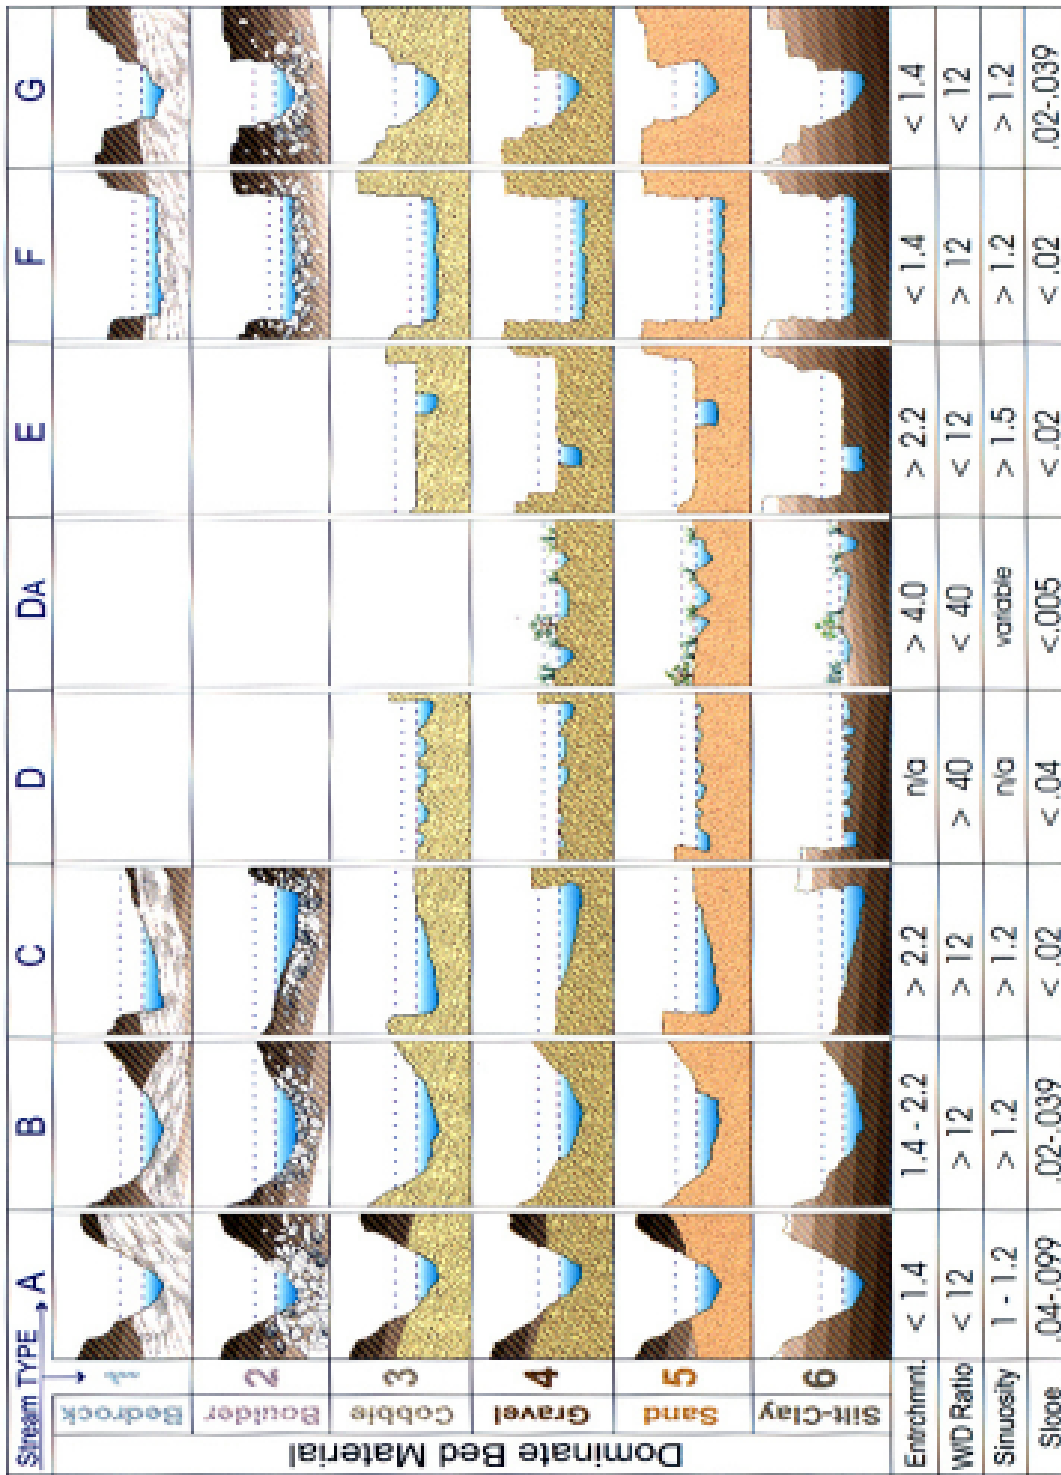 Stream TYPE A B C D DA E F G
Dominate Bed Material
Bedrock
Boulder 2
Cobble 3
Gravel 4
Sand 5
Silt-Clay 6
Entrchmnt. < 1.4 1.4 - 2.2 > 2.2 n/a > 4.0 > 2.2 < 1.4 < 1.4
W/D Ratio < 12 > 12 > 12 > 40 < 40 < 12 > 12 < 12
Sinuosity 1 - 1.2 > 1.2 > 1.2 n/a variable > 1.5 > 1.2 > 1.2
Slope .04-.099 .02-.039 < .02 < .04 <.005 < .02 < .02 .02-.039